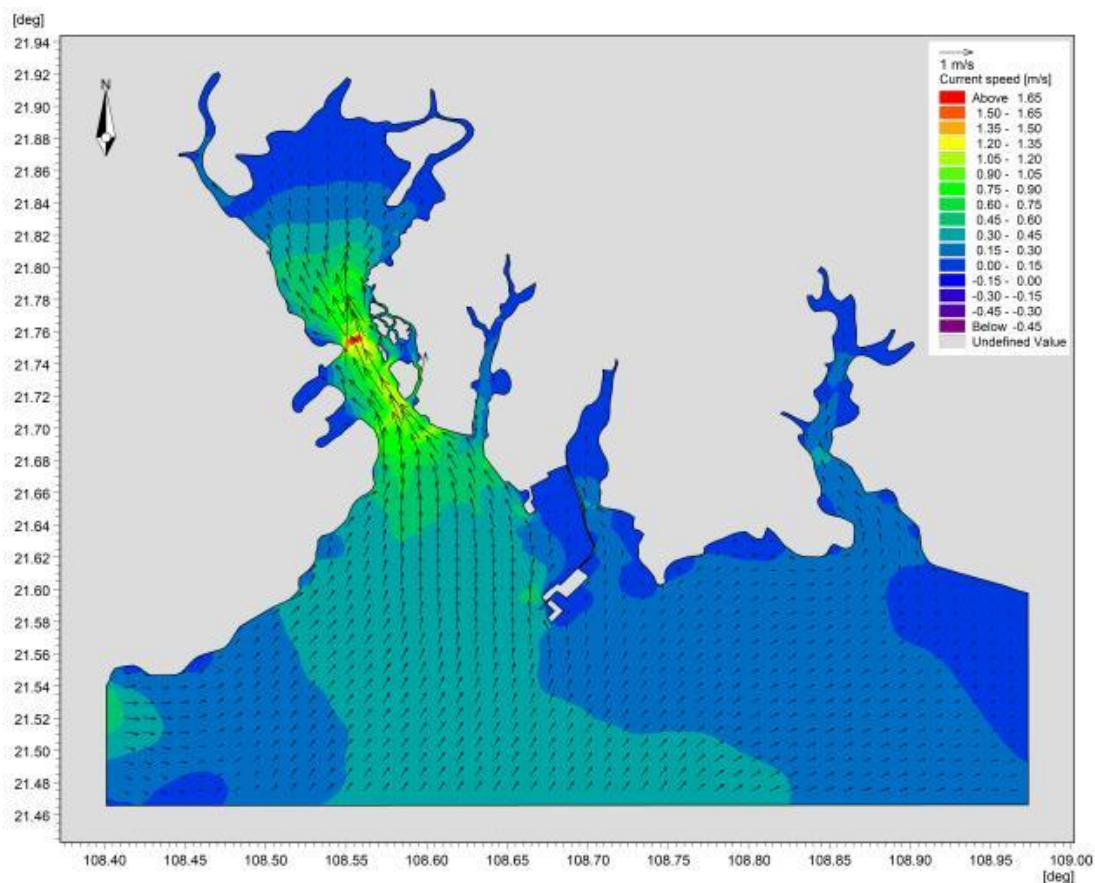 [deg]
21.94
21.92
21.90
21.88
21.86
21.84
21.82
21.80
21.78
21.76
21.74
21.72
21.70
21.68
21.66
21.64
21.62
21.60
21.58
21.56
21.54
21.52
21.50
21.48
21.46
N
1 m/s
Current speed [m/s]
Above 1.65
1.50 - 1.65
1.35 - 1.50
1.20 - 1.35
1.05 - 1.20
0.90 - 1.05
0.75 - 0.90
0.60 - 0.75
0.45 - 0.60
0.30 - 0.45
0.15 - 0.30
0.00 - 0.15
-0.15 - 0.00
-0.30 - -0.15
-0.45 - -0.30
Below -0.45
Undefined Value
108.40 108.45 108.50 108.55 108.60 108.65 108.70 108.75 108.80 108.85 108.90 108.95 109.00
[deg]